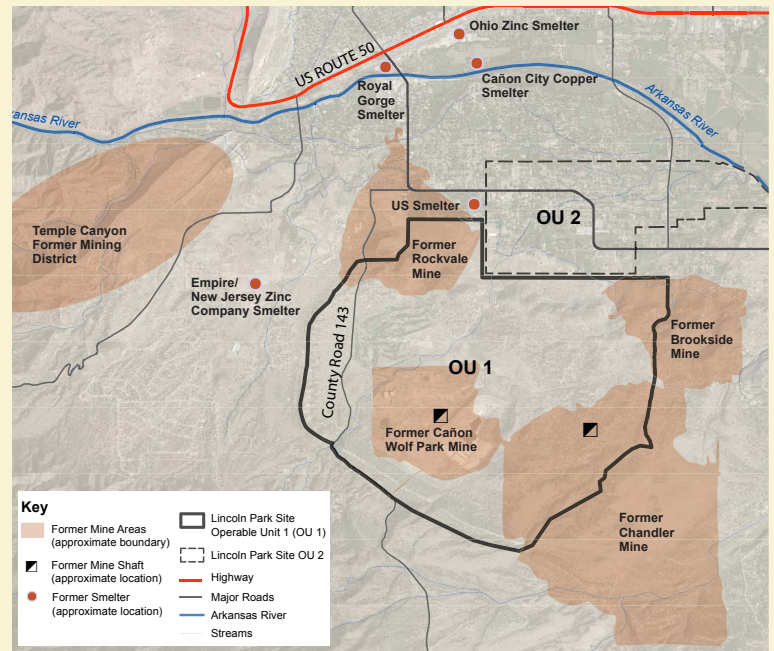 Ohio Zinc Smelter
US ROUTE 50
Cañon City Copper
Smelter
Royal
Gorge
Smelter
Arkansas River
ansas River
US Smelter
OU 2
Temple Canyon
Former Mining
District
Former
Rockvale
Mine
Empire/
New Jersey Zinc
Company Smelter
County Road 143
Former
Brookside
Mine
OU 1
Former Cañon
Wolf Park Mine
Former
Chandler
Mine
Key
Former Mine Areas
(approximate boundary)
Former Mine Shaft
(approximate location)
Former Smelter
(approximate location)
Lincoln Park Site
Operable Unit 1 (OU 1)
Lincoln Park Site OU 2
Highway
Major Roads
Arkansas River
Streams